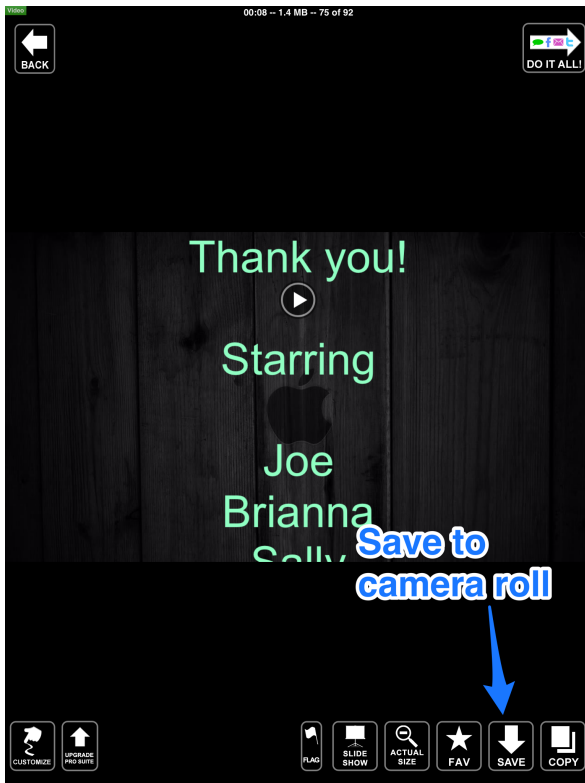 Video
00:08 -- 1.4 MB -- 75 of 92
BACK
DO IT ALL!
Thank you!
Starring
Joe
Brianna
Sally
Save to
camera roll
CUSTOMIZE
UPGRADE
PRO SUITE
FLAG
SLIDE
SHOW
ACTUAL
SIZE
FAV
SAVE
COPY